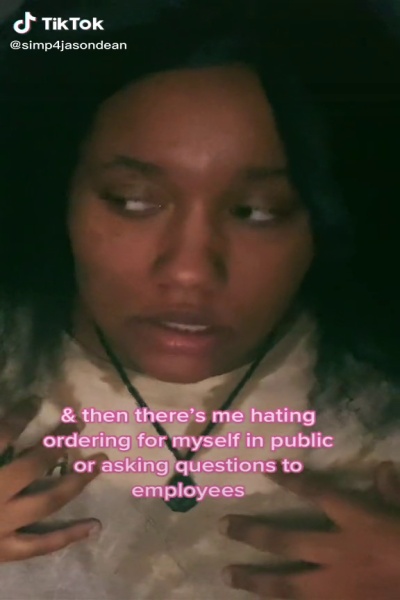 TikTok
@simp4jasondean
& then there's me hating
ordering for myself in public
or asking questions to
employees